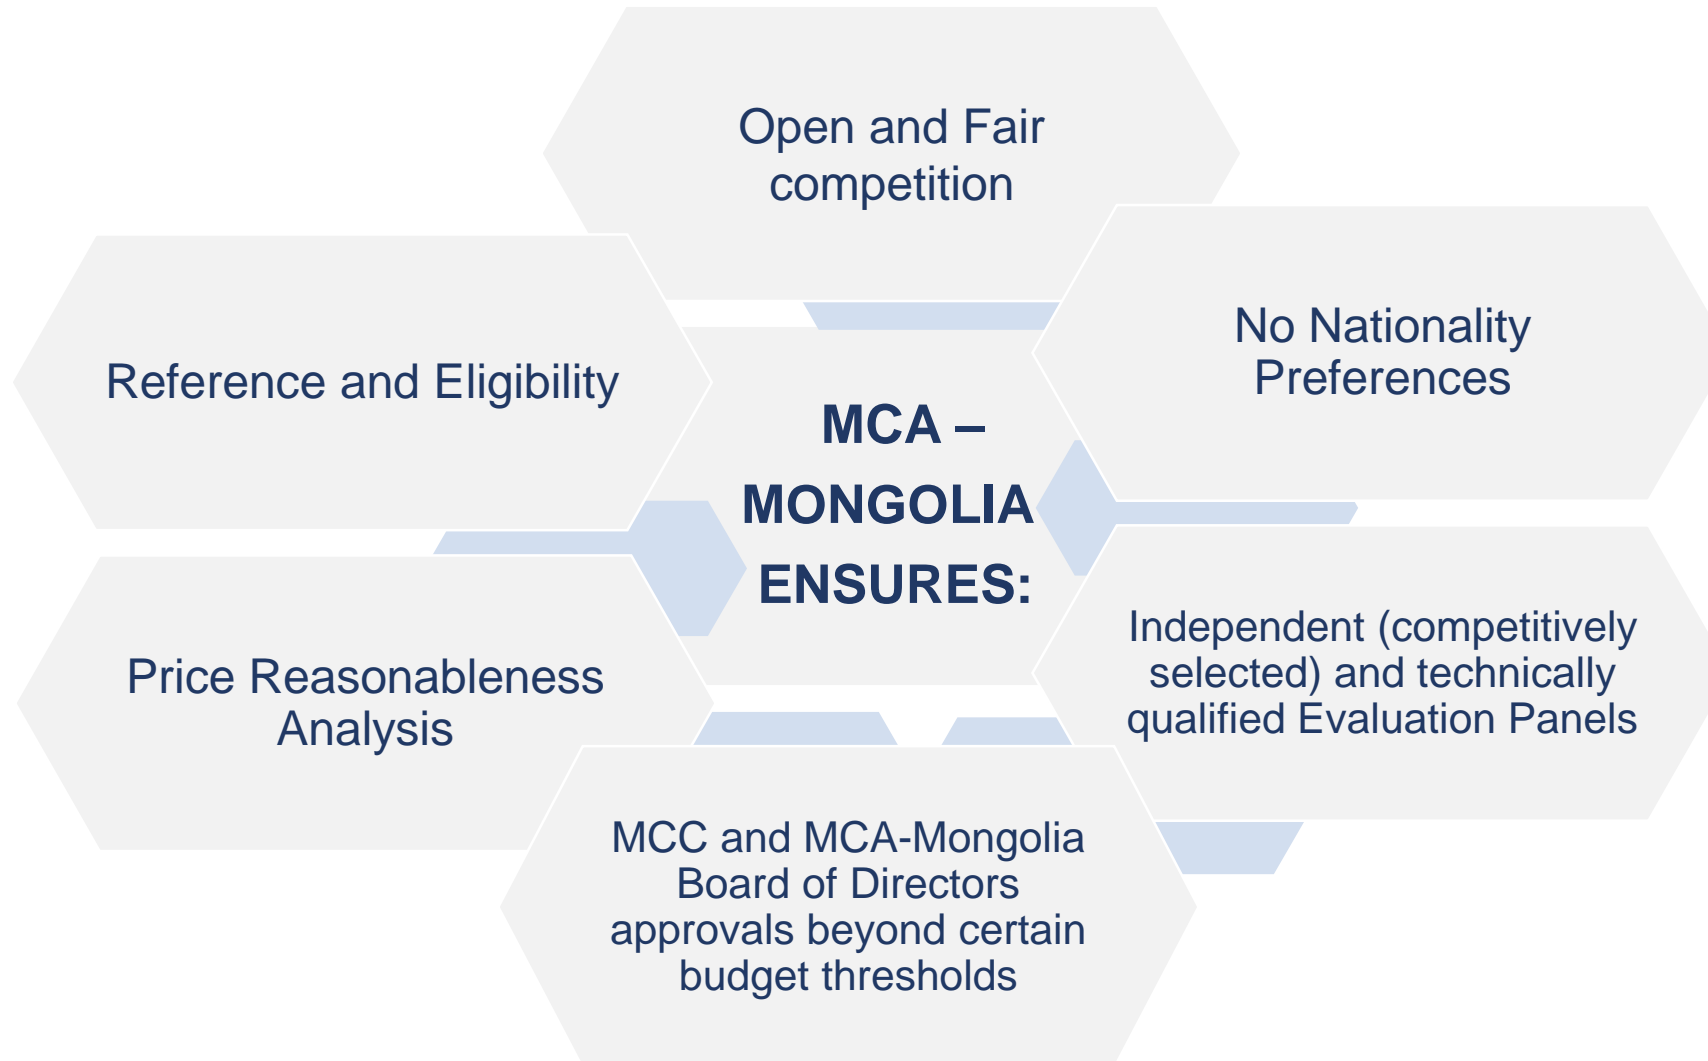 Open and Fair
competition
No Nationality
Preferences
Reference and Eligibility
MCA –
MONGOLIA
ENSURES:
Independent (competitively
selected) and technically
qualified Evaluation Panels
Price Reasonableness
Analysis
MCC and MCA-Mongolia
Board of Directors
approvals beyond certain
budget thresholds